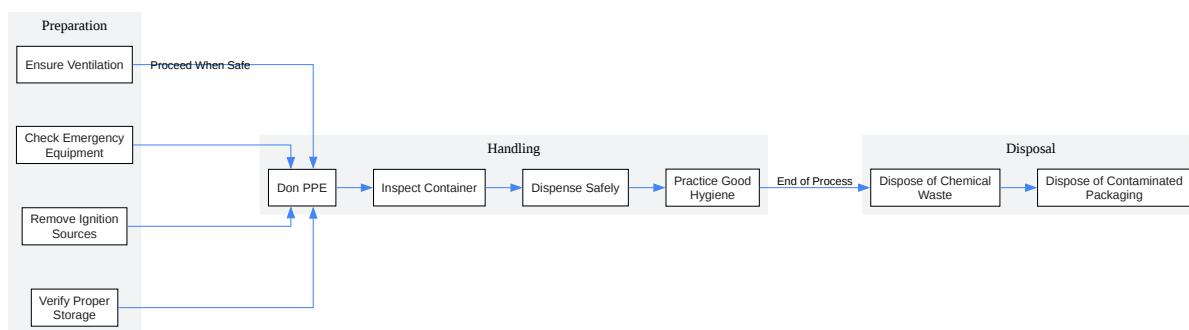 Preparation
Ensure Ventilation
Proceed When Safe
Check Emergency
Equipment
Remove Ignition
Sources
Verify Proper
Storage
Handling
Don PPE
Inspect Container
Dispense Safely
Practice Good
Hygiene
End of Process
Disposal
Dispose of Chemical
Waste
Dispose of Contaminated
Packaging